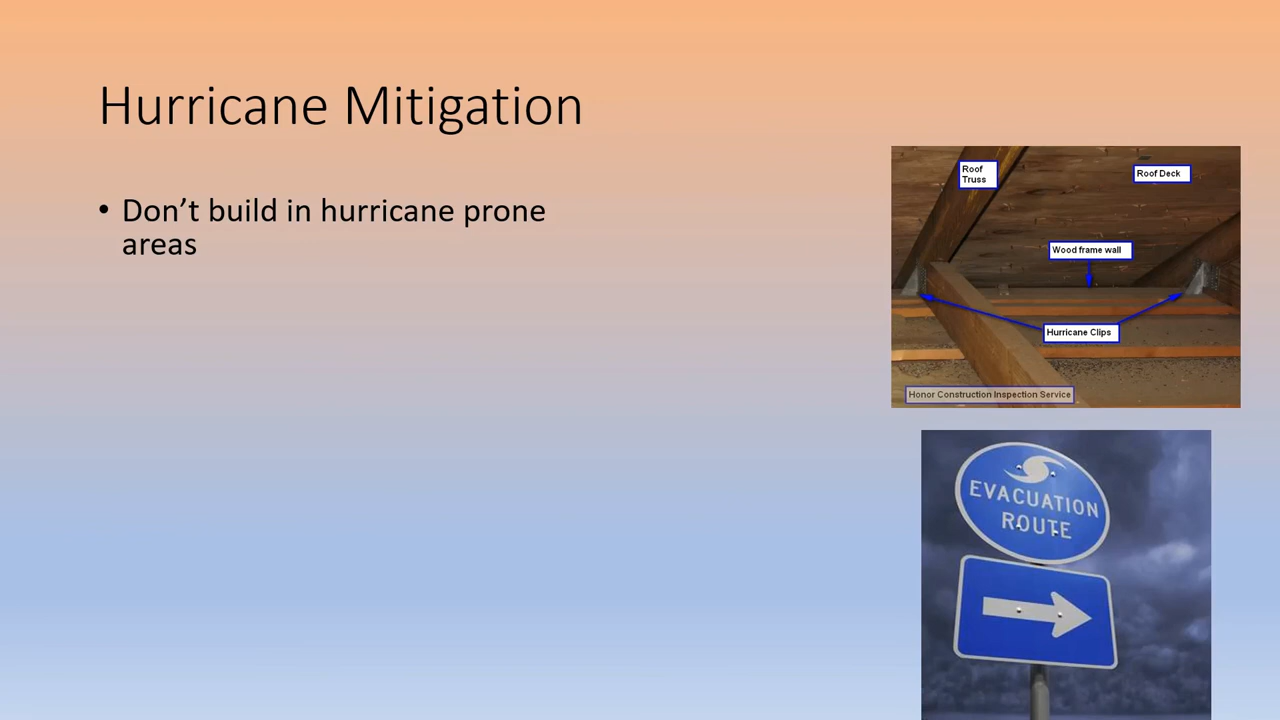 Hurricane Mitigation
• Don’t build in hurricane prone
areas
Roof
Truss
Roof Deck
Wood frame wall
Hurricane Clips
Honor Construction Inspection Service
EVACUATION
ROUTE